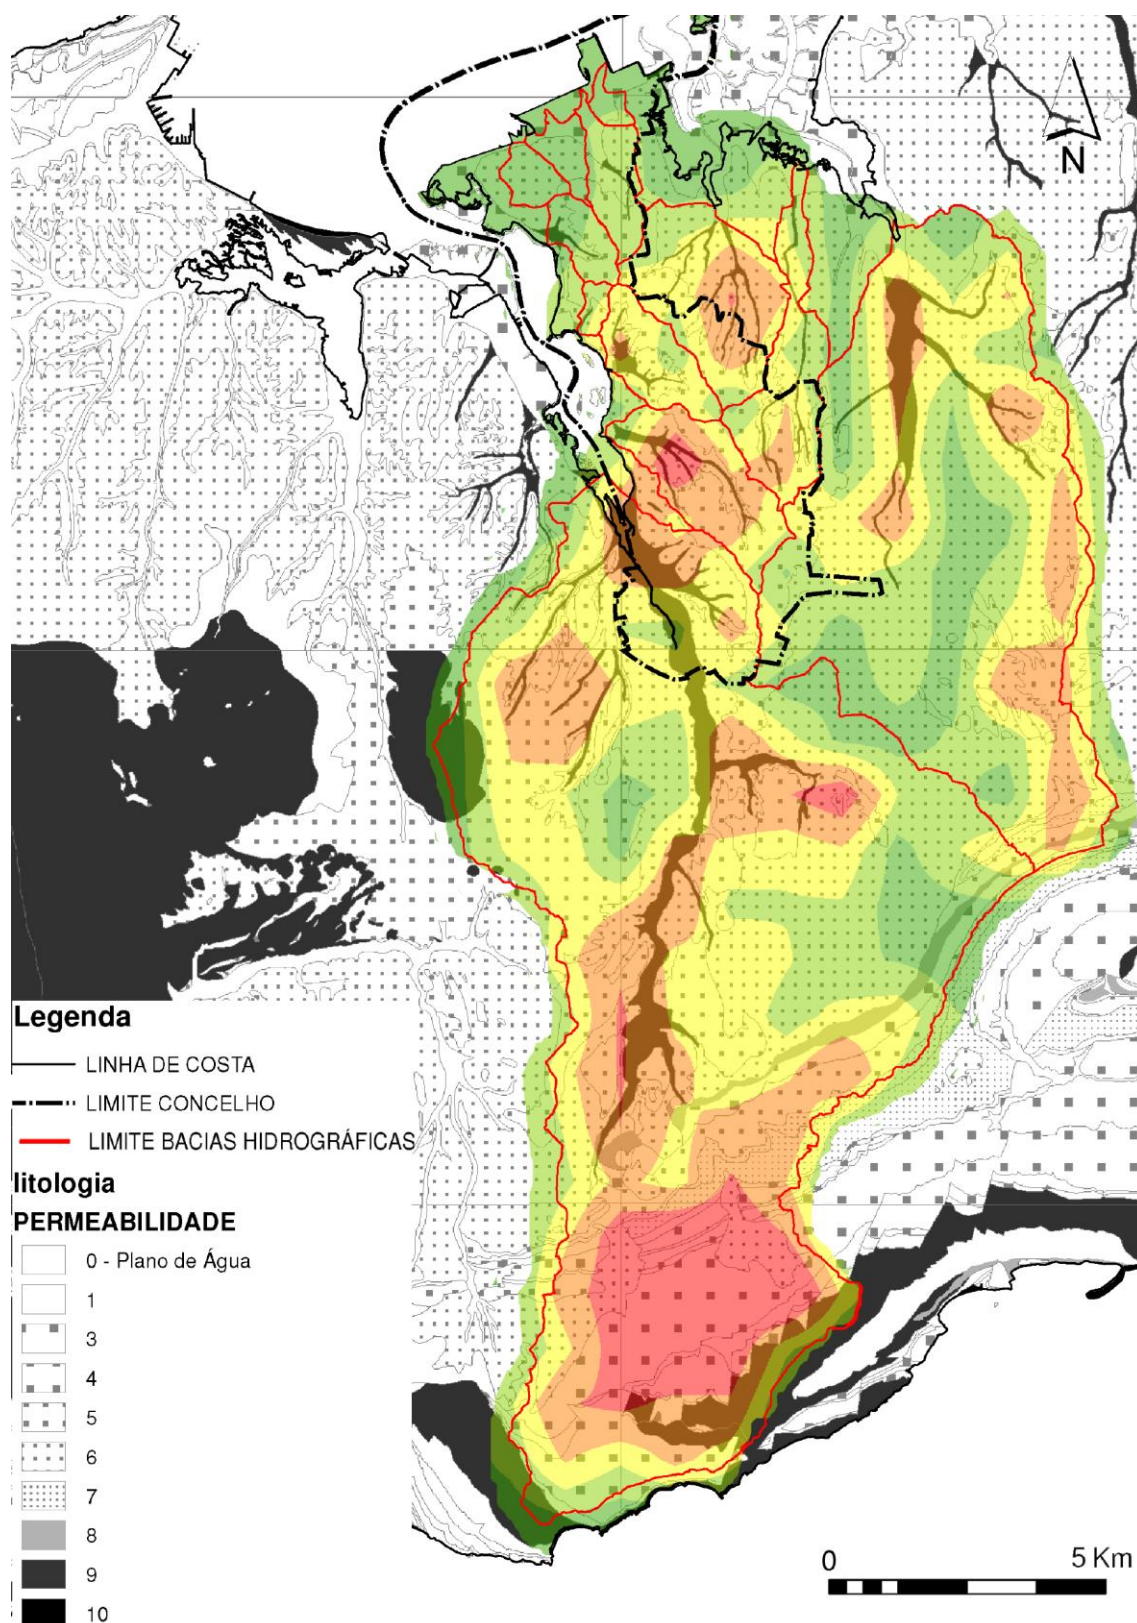 N
Legenda
LINHA DE COSTA
LIMITE CONCELHO
LIMITE BACIAS HIDROGRÁFICAS
litologia
PERMEABILIDADE
0 - Plano de Água
1
3
4
5
6
7
8
9
10
0 5 Km